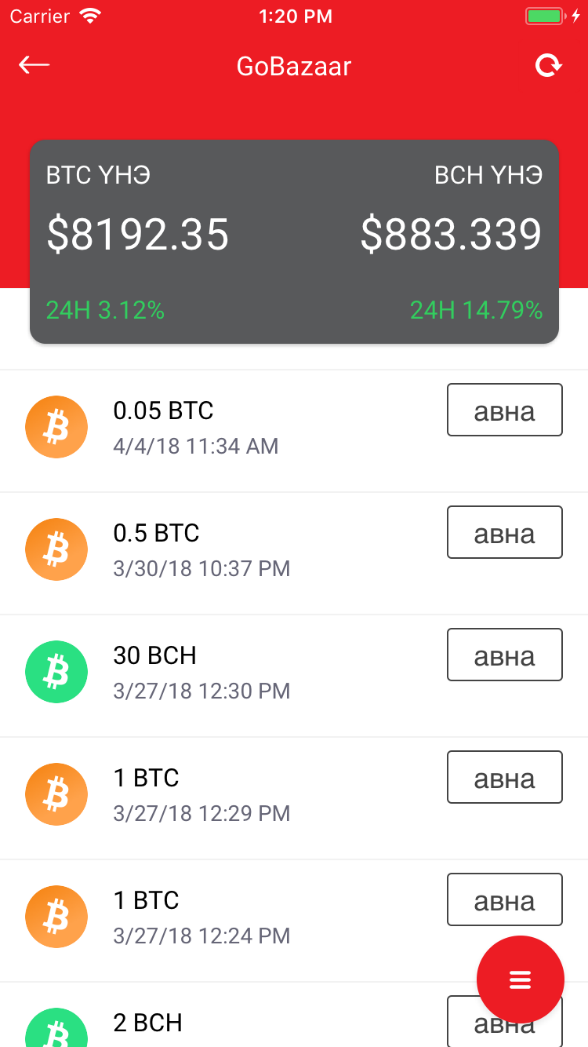 Carrier 1:20 PM
GoBazaar
ВТС ҮНЭ BCH ҮНЭ
$8192.35 $883.339
24H 3.12% 24H 14.79%
0.05 BTC авна
4/4/18 11:34 AM
0.5 BTC авна
3/30/18 10:37 PM
30 BCH авна
3/27/18 12:30 PM
1 BTC авна
3/27/18 12:29 PM
1 BTC авна
3/27/18 12:24 PM
2 BCH авна